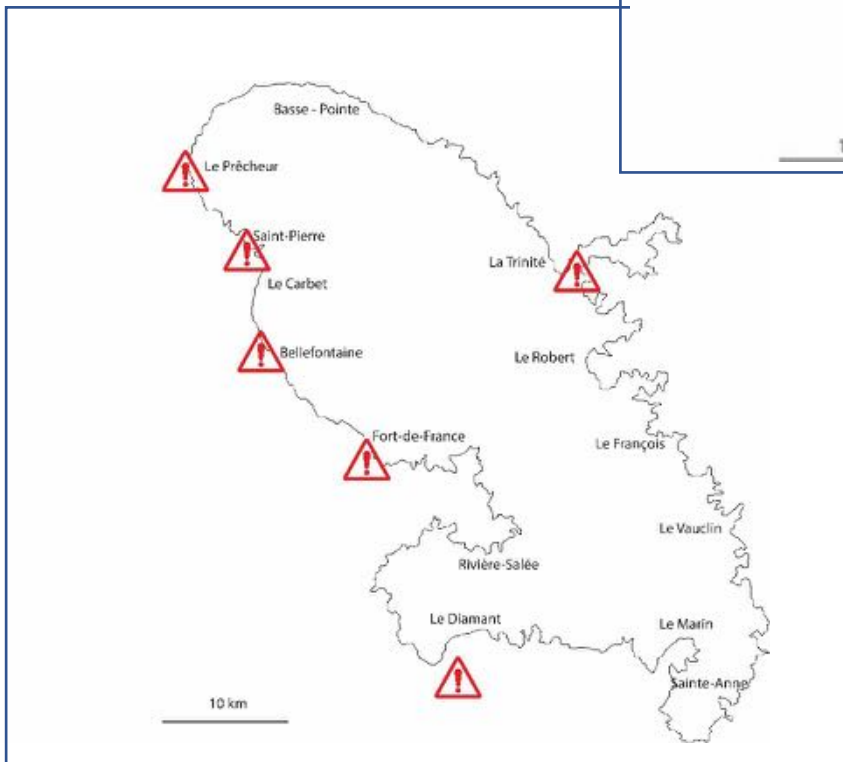 Basse - Pointe
Le Prêcheur
Saint-Pierre
La Trinité
Le Carbet
Bellefontaine
Le Robert
Fort-de-France
Le François
Le Vauclin
Rivière-Salée
Le Diamant
Le Marin
Sainte-Anne
10 km